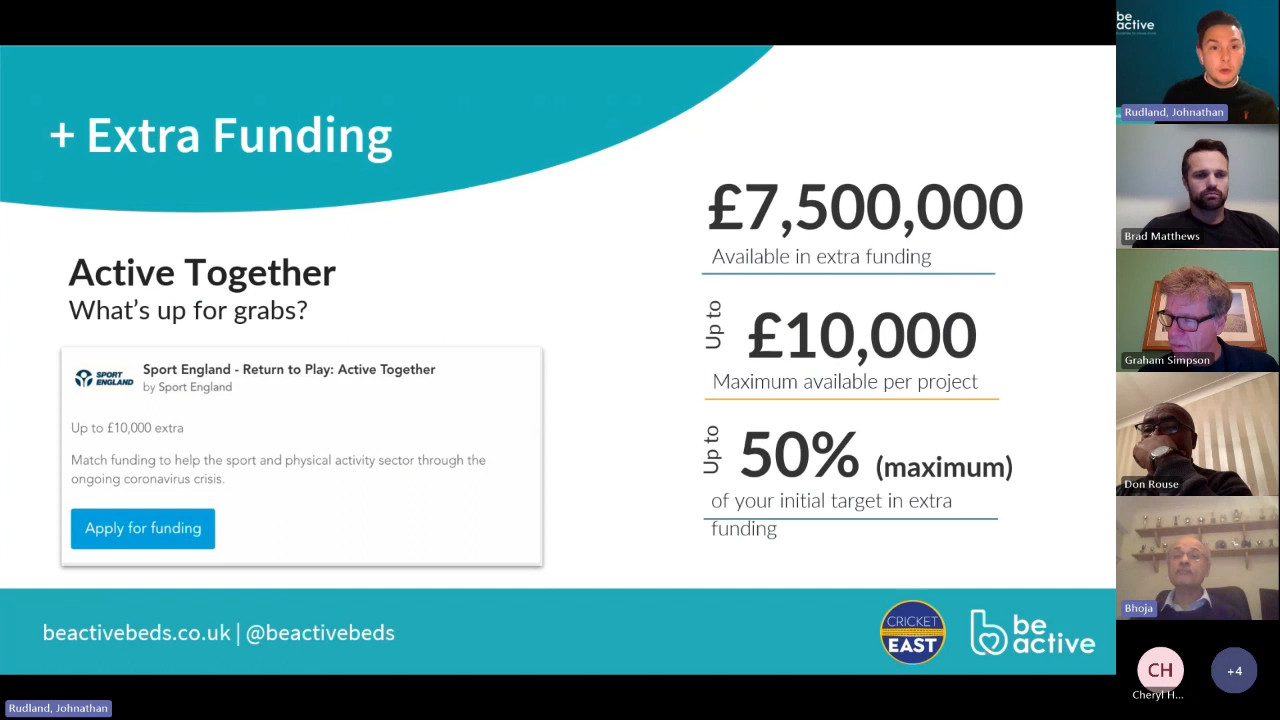 + Extra Funding
Active Together
What's up for grabs?
SPORT
ENGLAND
Sport England - Return to Play: Active Together
by Sport England
Up to £10,000 extra
Match funding to help the sport and physical activity sector through the
ongoing coronavirus crisis.
Apply for funding
£7,500,000
Available in extra funding
Up to
£10,000
Maximum available per project
Up to
50% (maximum)
of your initial target in extra
funding
beactivebeds.co.uk | @beactivebeds
CRICKET
EAST
be
active
Rudland, Johnathan
be
active
Rudland, Johnathan
Brad Matthews
Graham Simpson
Don Rouse
Bhoja
CH
Cheryl H...
+4